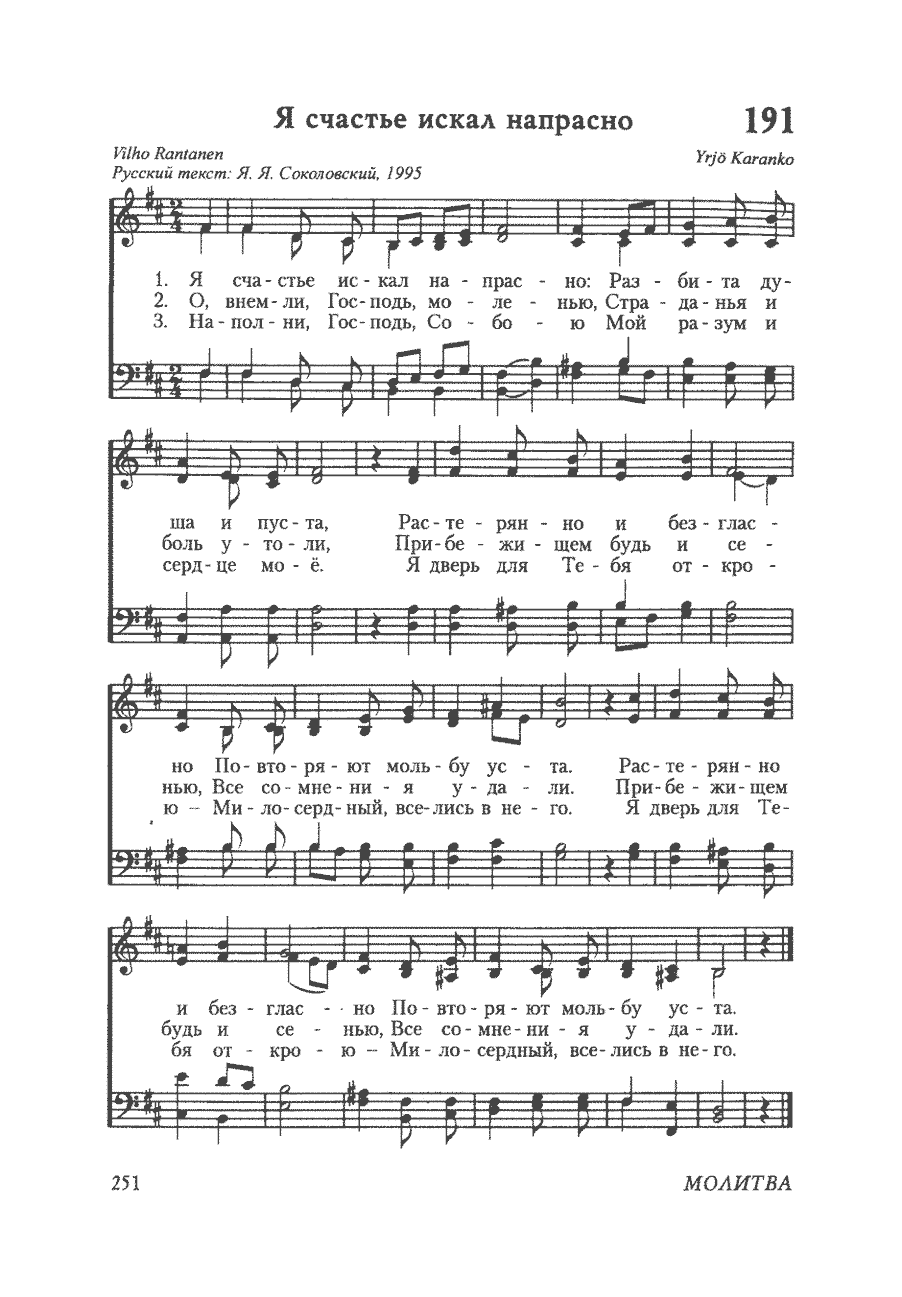 Я счастье искал напрасно 191
Vilho Rantanen Yrjö Karanko
Русский текст: Я. Я. Соколовский, 1995
1. Я сча - стье ис - кал на - прас - но: Раз - би - та ду-
2. О, внем - ли, Гос- подь, мо - ле - нью, Стра - да - нья и
3. На - пол - ни, Гос- подь, Со - бо - ю Мой ра - зум и
ша и пус - та, Рас - те - рян - но и без - глас -
боль у - то - ли, При - бе - жи - щем будь и се -
серд - це мо - ё. Я дверь для Те - бя от - кро -
но По - вто - ря - ют моль - бу ус - та. Рас - те - рян - но
нью, Все со - мне - ни - я у - да - ли. При - бе - жи - щем
ю – Ми - ло - серд - ный, все-лись в не - го. Я дверь для Те-
и без - глас - но По - вто - ря - ют моль - бу ус - та.
будь и се - нью, Все со - мне - ни - я у - да - ли.
бя от - кро - ю – Ми - ло - сердный, все-лись в не - го.
251 МОЛИТВА